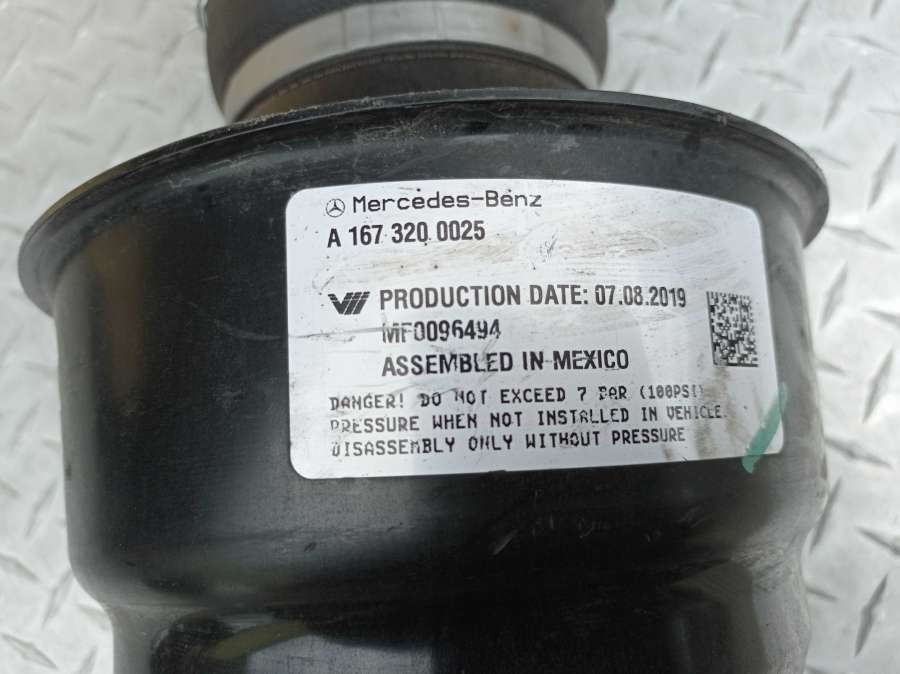 Mercedes-Benz
A 167 320 0025
PRODUCTION DATE: 07.08.2019
MF0096494
ASSEMBLED IN MEXICO
DANGER! DO NOT EXCEED 7 BAR (100PSI)
PRESSURE WHEN NOT INSTALLED IN VEHICLE.
DISASSEMBLY ONLY WITHOUT PRESSURE